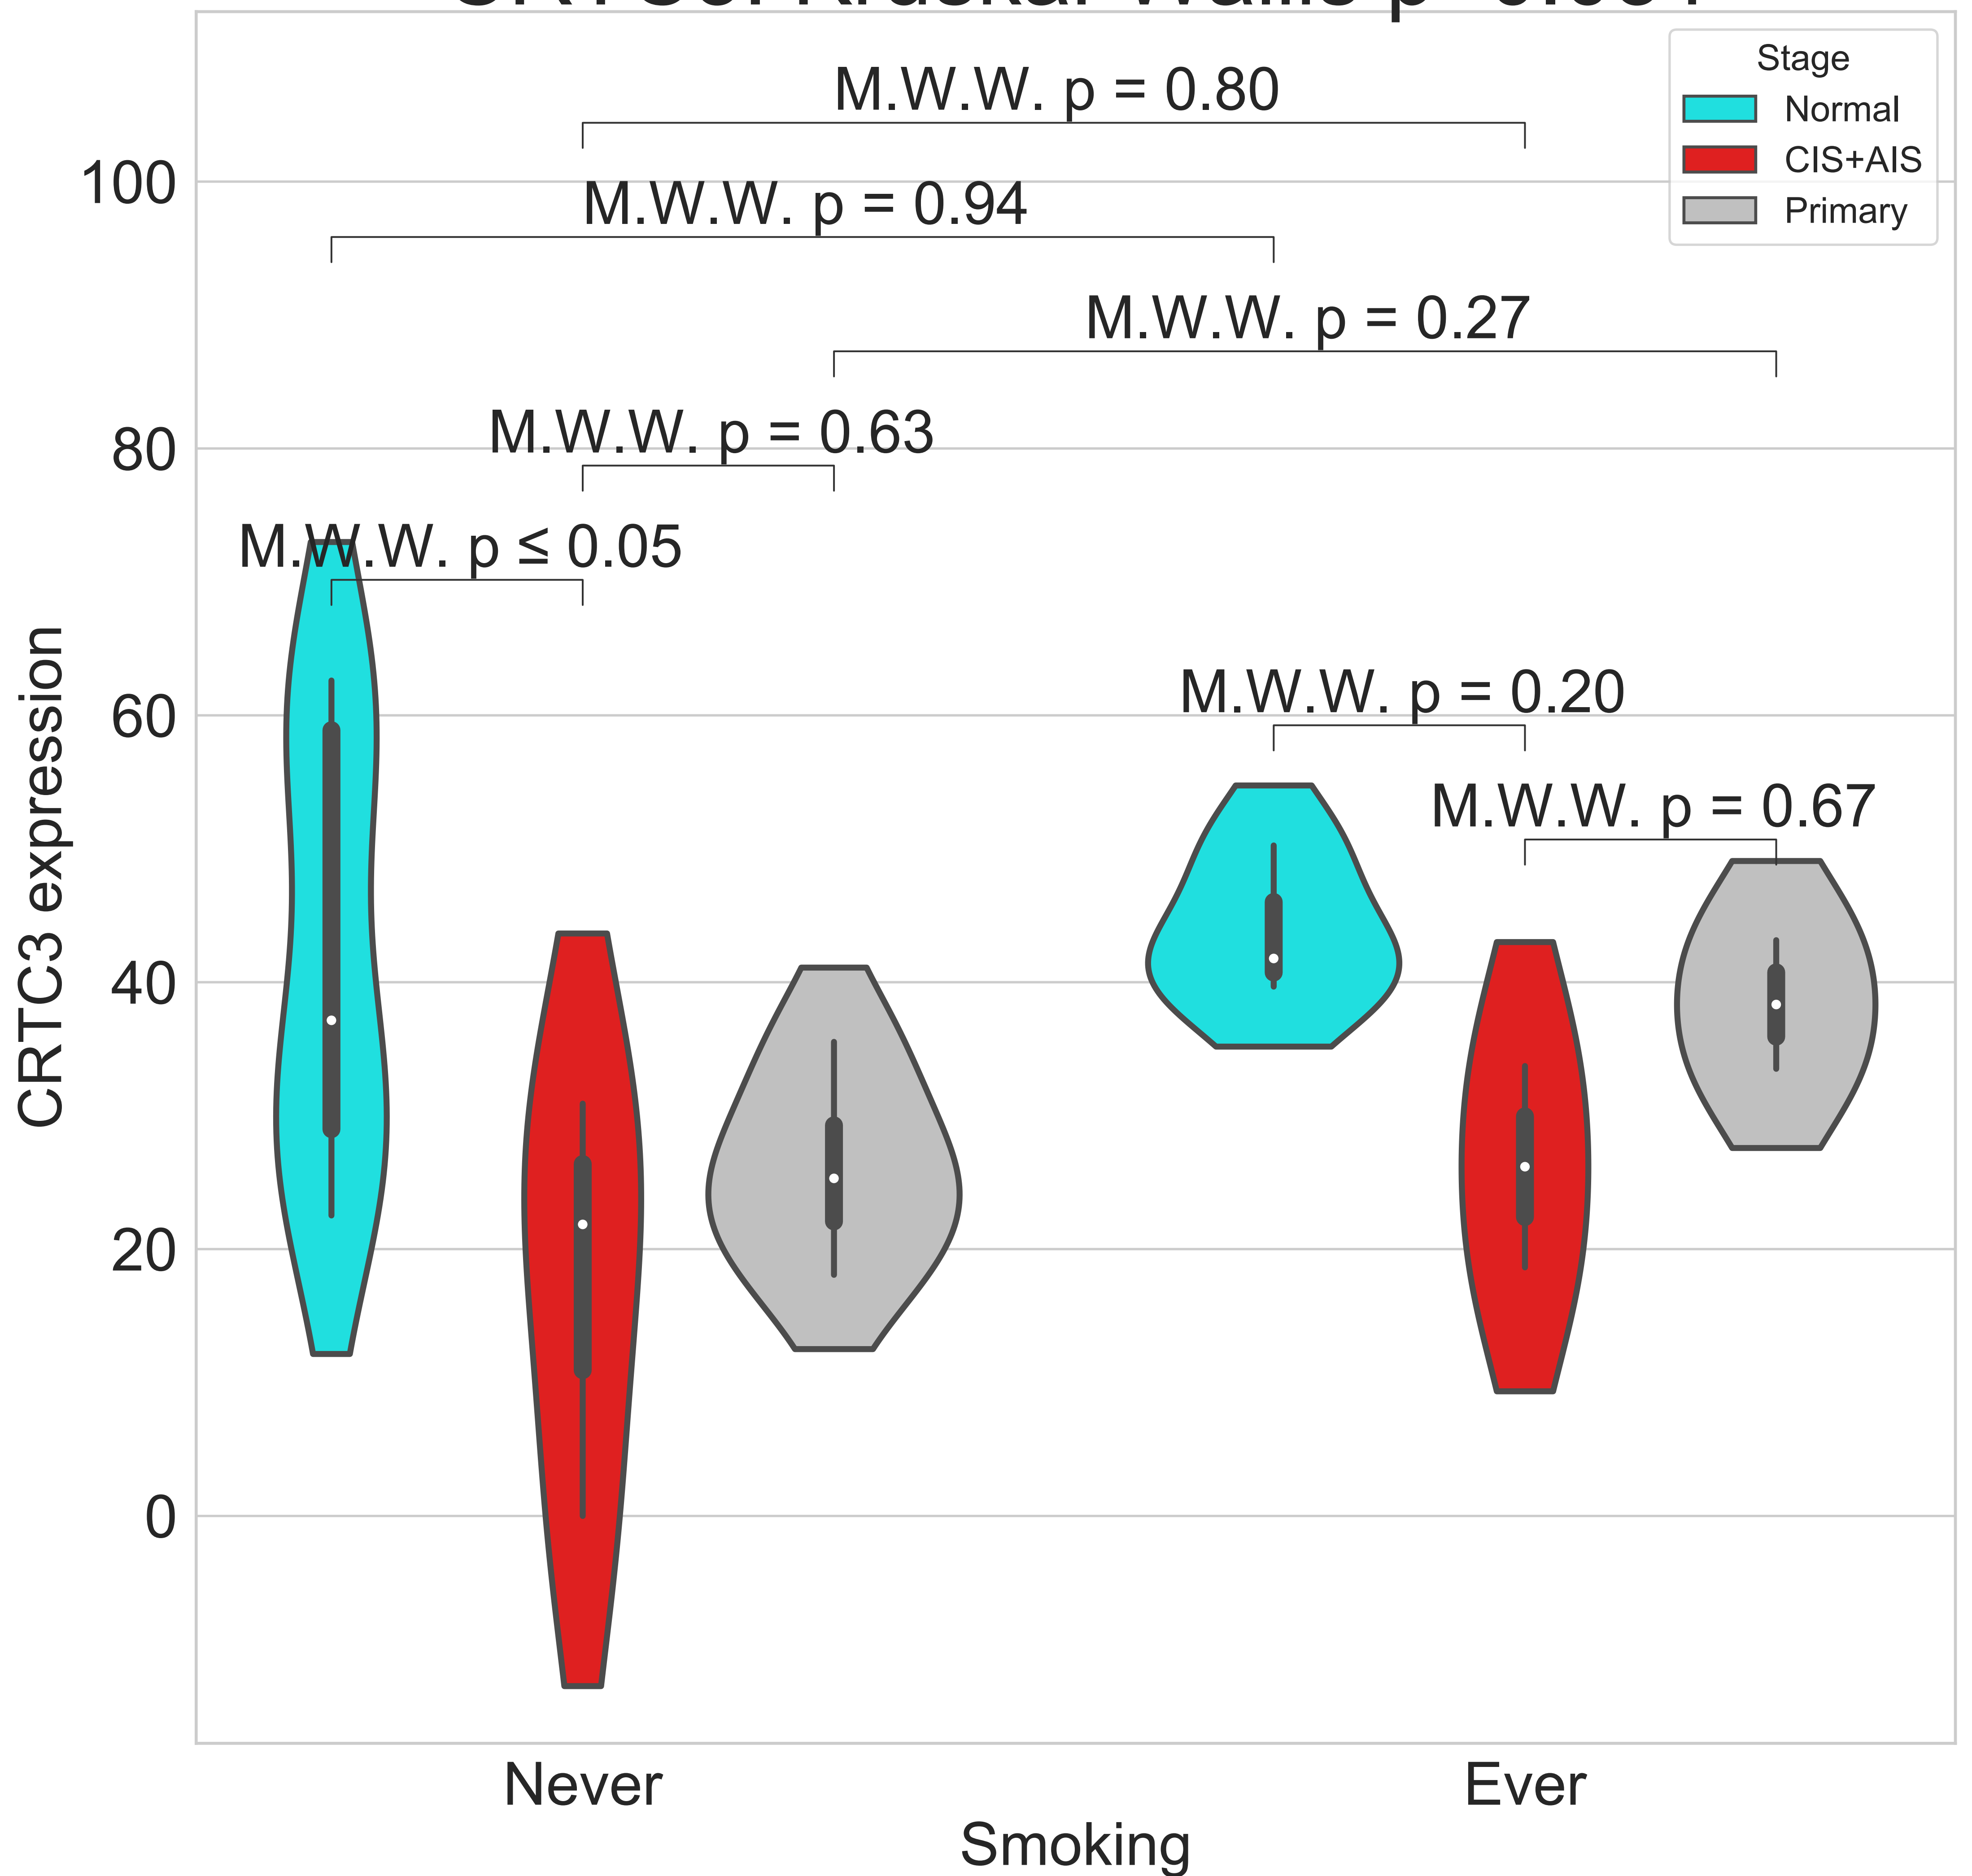 Stage
Normal
CIS+AIS
Primary
M.W.W. p = 0.80
M.W.W. p = 0.94
M.W.W. p = 0.27
M.W.W. p = 0.63
M.W.W. p ≤ 0.05
M.W.W. p = 0.20
M.W.W. p = 0.67
100
80
60
40
20
0
CRTC3 expression
Never
Ever
Smoking